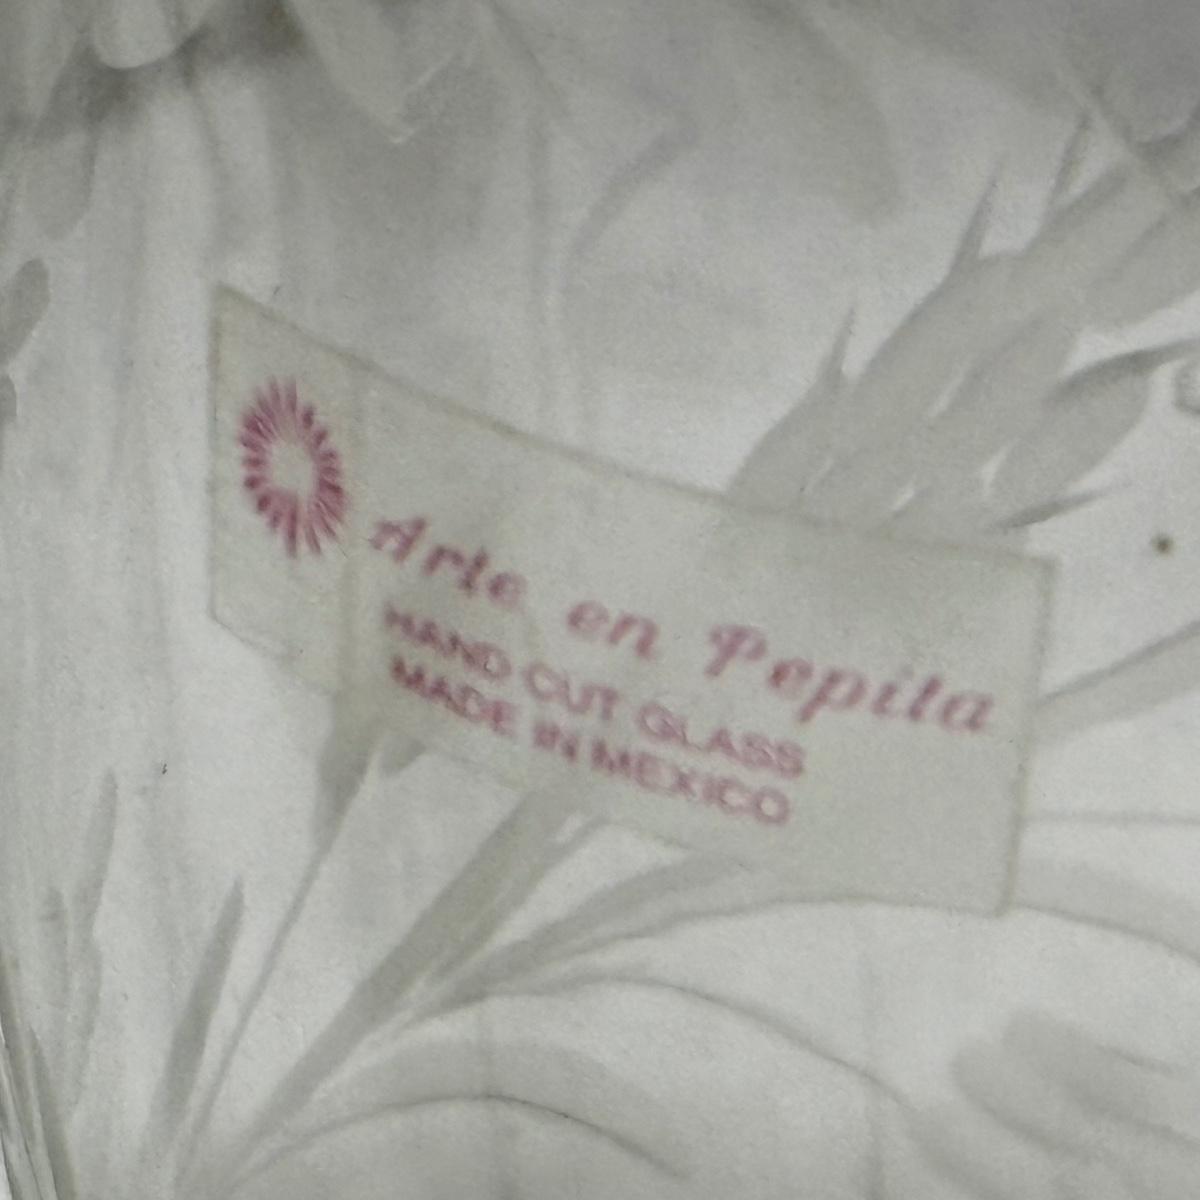 Arte en Pepita
HAND CUT GLASS
MADE IN MEXICO